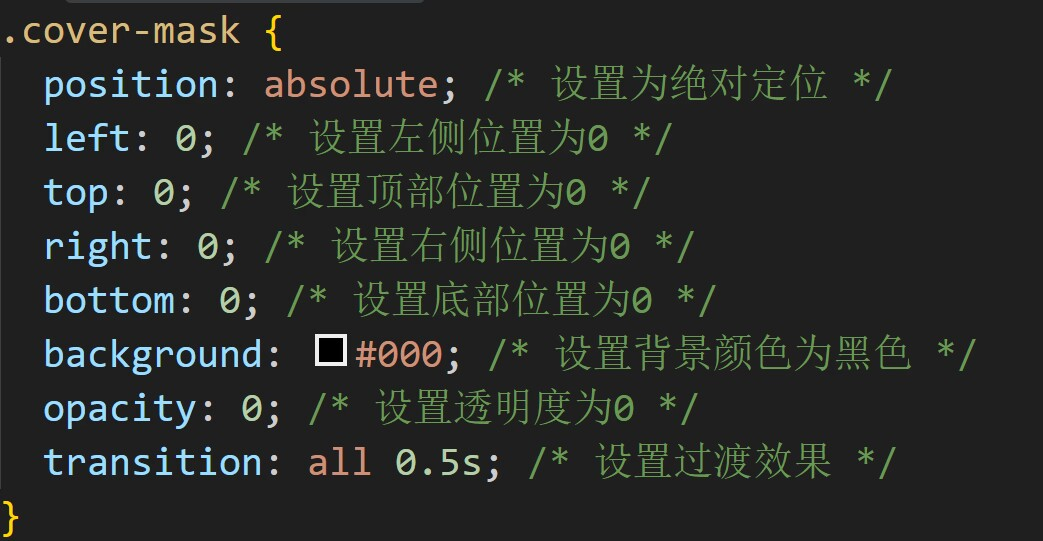 .cover-mask {
position: absolute; /* 设置为绝对定位 */
left: 0; /* 设置左侧位置为0 */
top: 0; /* 设置顶部位置为0 */
right: 0; /* 设置右侧位置为0 */
bottom: 0; /* 设置底部位置为0 */
background: #000; /* 设置背景颜色为黑色 */
opacity: 0; /* 设置透明度为0 */
transition: all 0.5s; /* 设置过渡效果 */
}